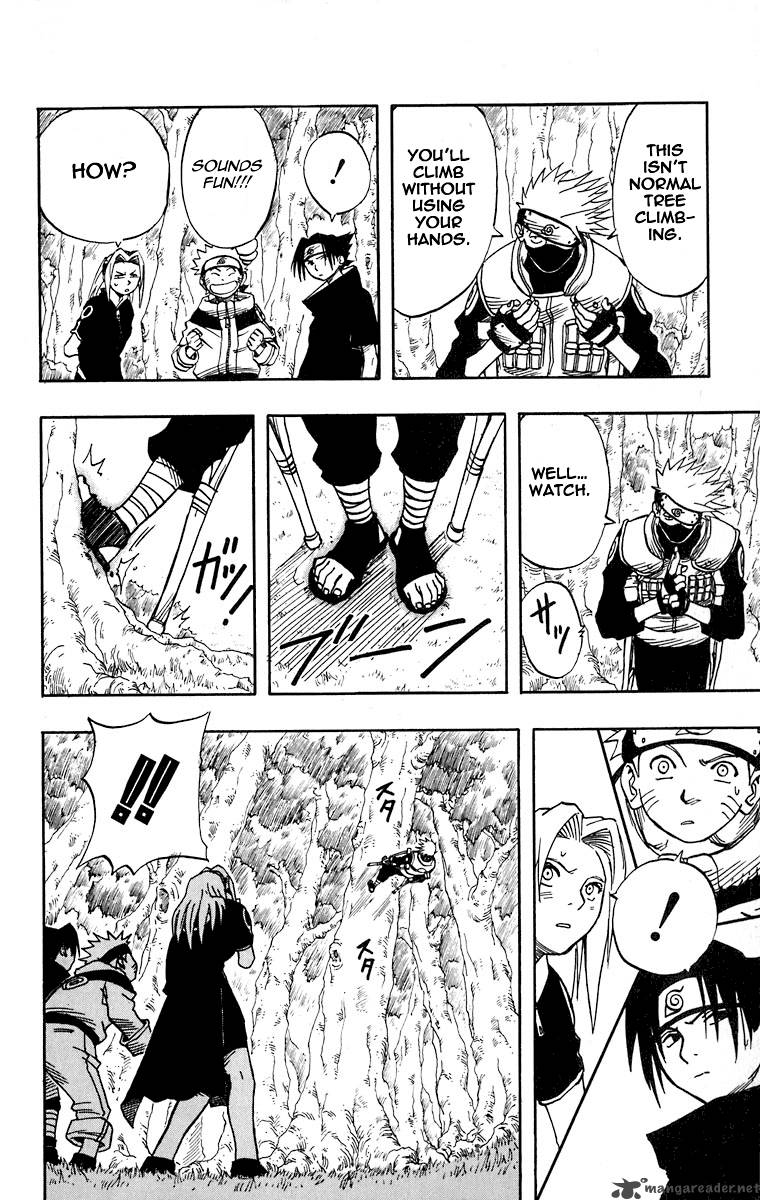 THIS
ISN'T
NORMAL
TREE
CLIMB-
ING.
YOU'LL
CLIMB
WITHOUT
USING
YOUR
HANDS.
!
SOUNDS
FUN!!!
HOW?
WELL...
WATCH.
サッ
ブーン
ガッ!
!
!!
スタ
スタ
mangareader.net